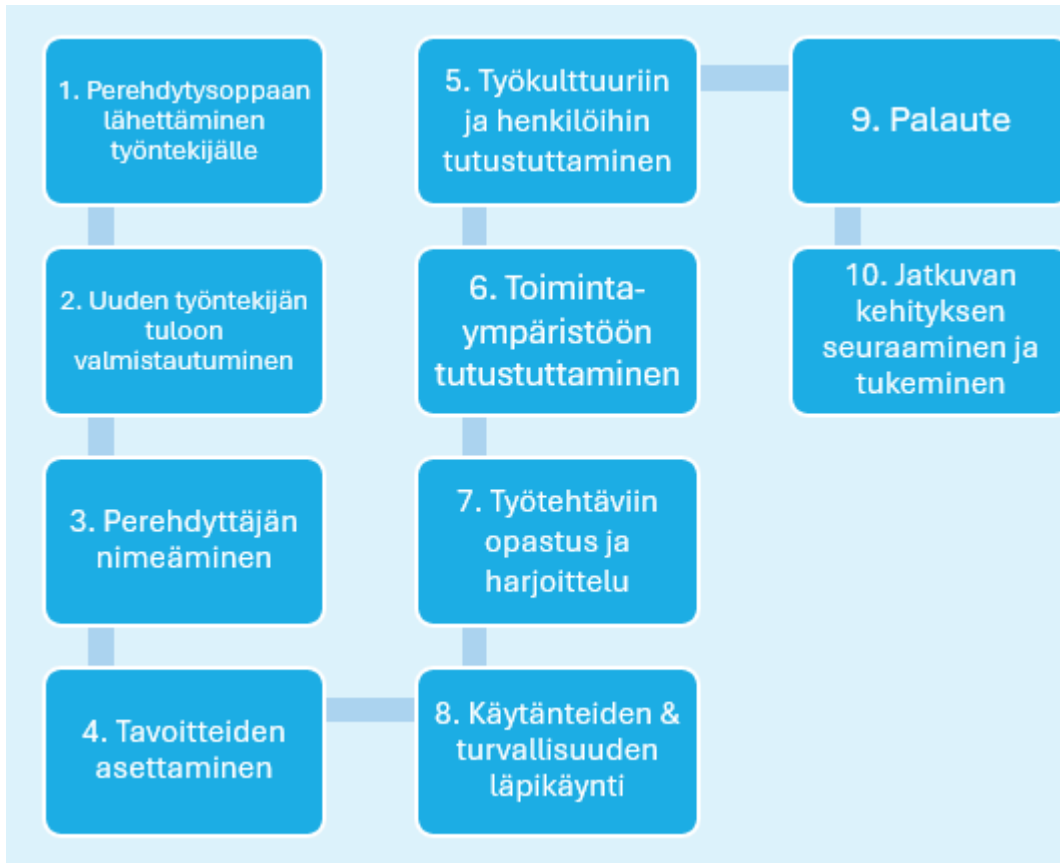 1. Perehdytysoppaan
lähettäminen
työntekijälle
2. Uuden työntekijän
tuloon
valmistautuminen
3. Perehdyttäjän
nimeäminen
4. Tavoitteiden
asettaminen
5. Työkulttuuriin
ja henkilöihin
tutustuttaminen
6. Toiminta-
ympäristöön
tutustuttaminen
7. Työtehtäviin
opastus ja
harjoittelu
8. Käytänteiden &
turvallisuuden
läpikäynti
9. Palaute
10. Jatkuvan
kehityksen
seuraaminen ja
tukeminen